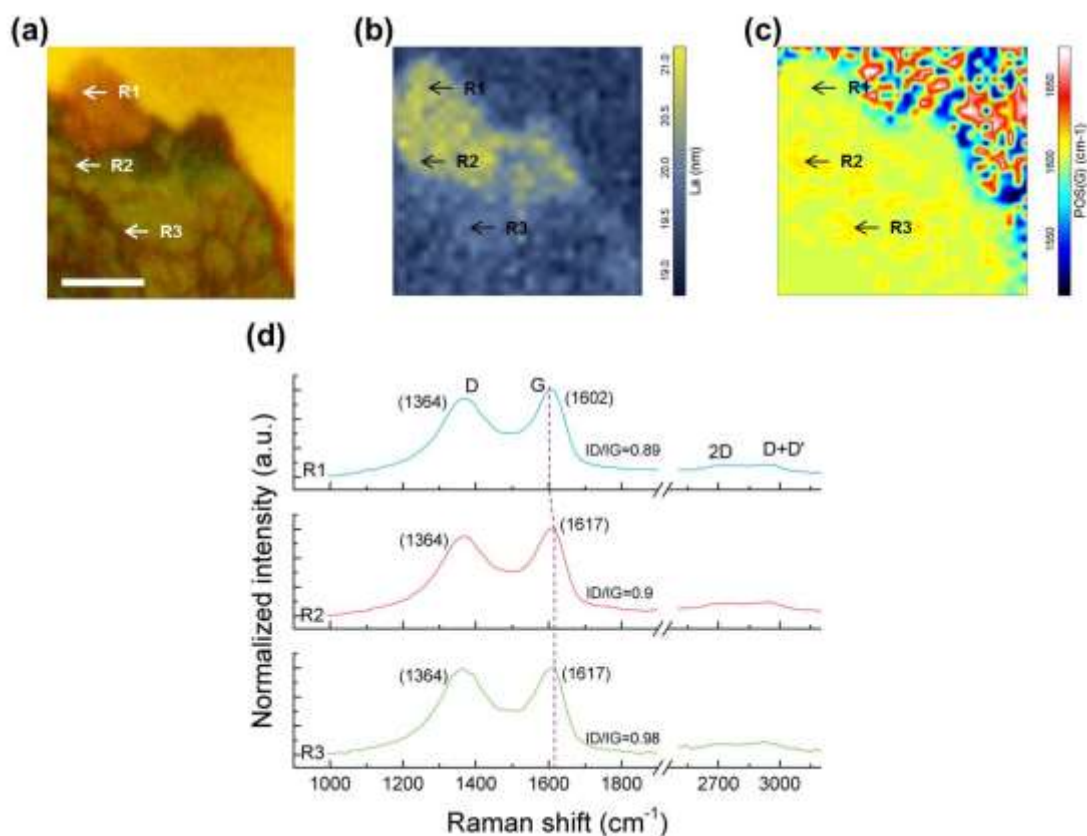 (a)
R1
R2
R3
(b)
R1
R2
R3
21.0
20.5
20.0
19.5
19.0
La (nm)
(c)
R1
R2
R3
1650
1600
1550
POS(G) (cm-1)
(d)
Normalized intensity (a.u.)
(1364)
D
G
(1602)
ID/IG=0.89
2D
D+D'
R1
(1364)
(1617)
ID/IG=0.9
R2
(1364)
(1617)
ID/IG=0.98
R3
1000 1200 1400 1600 1800 2700 3000
Raman shift (cm⁻¹)